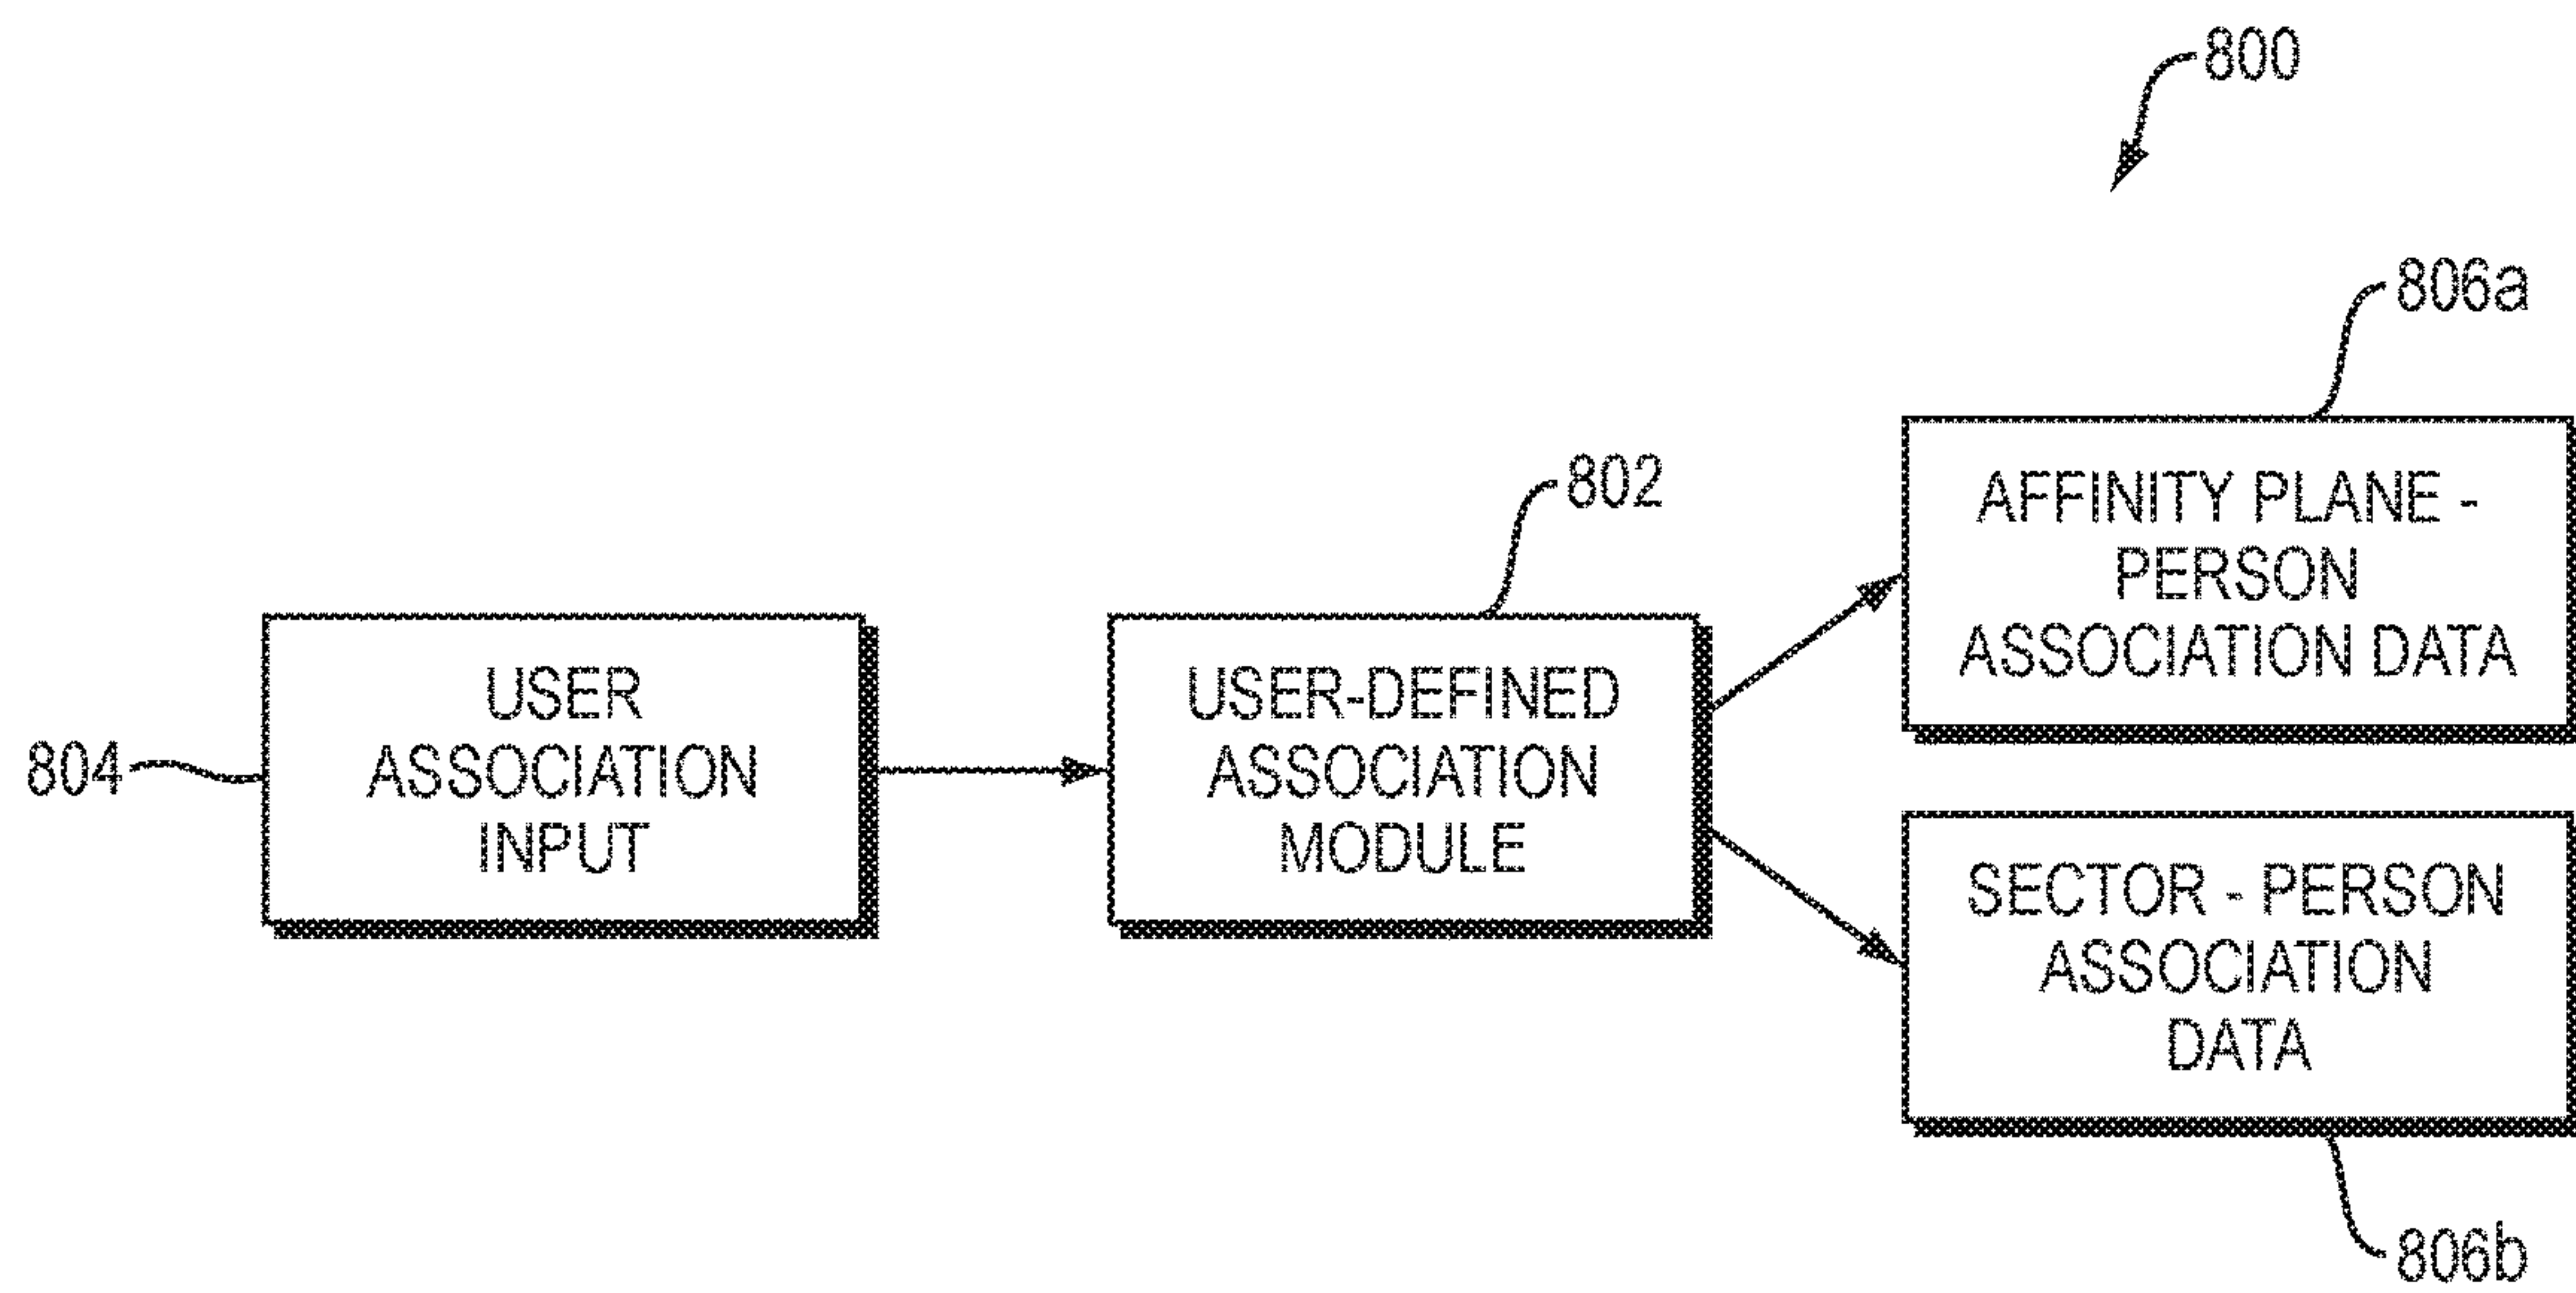 800
806a
802
AFFINITY PLANE -
PERSON
ASSOCIATION DATA
804
USER
ASSOCIATION
INPUT
USER-DEFINED
ASSOCIATION
MODULE
SECTOR - PERSON
ASSOCIATION
DATA
806b